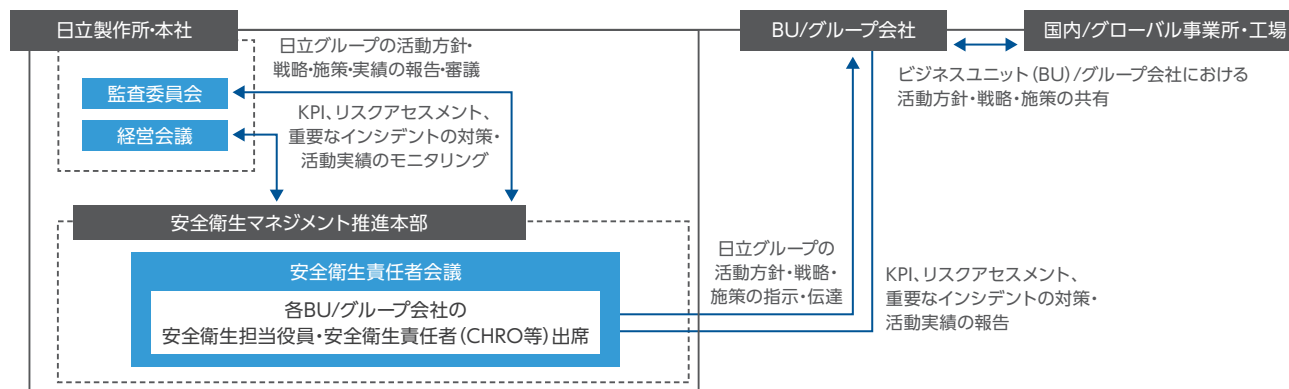 日立製作所・本社
BU/グループ会社
国内/グローバル事業所・工場
日立グループの活動方針・
戦略・施策・実績の報告・審議
監査委員会
経営会議
KPI、リスクアセスメント、
重要なインシデントの対策・
活動実績のモニタリング
ビジネスユニット(BU)/グループ会社における
活動方針・戦略・施策の共有
安全衛生マネジメント推進本部
安全衛生責任者会議
各BU/グループ会社の
安全衛生担当役員・安全衛生責任者(CHRO等)出席
日立グループの
活動方針・戦略・
施策の指示・伝達
KPI、リスクアセスメント、
重要なインシデントの対策・
活動実績の報告